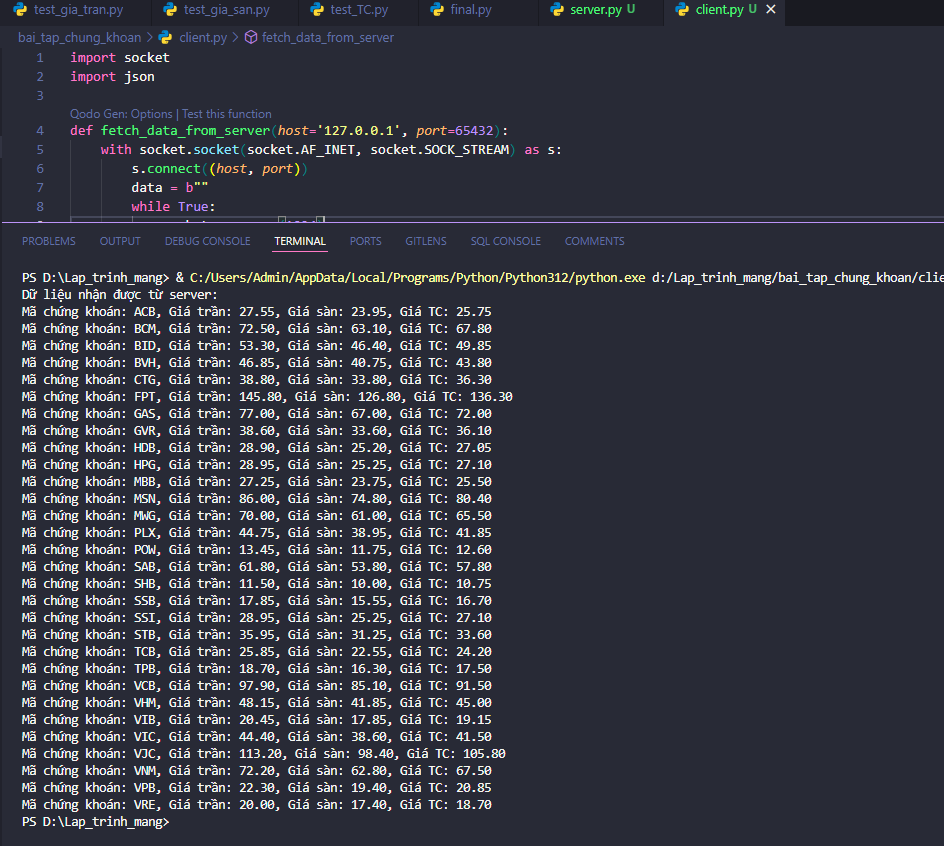 test_gia_tran.py test_gia_san.py test_TC.py final.py server.py U client.py U
bai_tap_chung_khoan > client.py > fetch_data_from_server
1 import socket
2 import json
3
Qodo Gen: Options | Test this function
4 def fetch_data_from_server(host='127.0.0.1', port=65432):
5 with socket.socket(socket.AF_INET, socket.SOCK_STREAM) as s:
6 s.connect((host, port))
7 data = b""
8 while True:
PROBLEMS OUTPUT DEBUG CONSOLE TERMINAL PORTS GITLENS SQL CONSOLE COMMENTS
PS D:\Lap_trinh_mang> & C:/Users/Admin/AppData/Local/Programs/Python/Python312/python.exe d:/Lap_trinh_mang/bai_tap_chung_khoan/clie
Dữ liệu nhận được từ server:
Mã chứng khoán: ACB, Giá trần: 27.55, Giá sàn: 23.95, Giá TC: 25.75
Mã chứng khoán: BCM, Giá trần: 72.50, Giá sàn: 63.10, Giá TC: 67.80
Mã chứng khoán: BID, Giá trần: 53.30, Giá sàn: 46.40, Giá TC: 49.85
Mã chứng khoán: BVH, Giá trần: 46.85, Giá sàn: 40.75, Giá TC: 43.80
Mã chứng khoán: CTG, Giá trần: 38.80, Giá sàn: 33.80, Giá TC: 36.30
Mã chứng khoán: FPT, Giá trần: 145.80, Giá sàn: 126.80, Giá TC: 136.30
Mã chứng khoán: GAS, Giá trần: 77.00, Giá sàn: 67.00, Giá TC: 72.00
Mã chứng khoán: GVR, Giá trần: 38.60, Giá sàn: 33.60, Giá TC: 36.10
Mã chứng khoán: HDB, Giá trần: 28.90, Giá sàn: 25.20, Giá TC: 27.05
Mã chứng khoán: HPG, Giá trần: 28.95, Giá sàn: 25.25, Giá TC: 27.10
Mã chứng khoán: MBB, Giá trần: 27.25, Giá sàn: 23.75, Giá TC: 25.50
Mã chứng khoán: MSN, Giá trần: 86.00, Giá sàn: 74.80, Giá TC: 80.40
Mã chứng khoán: MWG, Giá trần: 70.00, Giá sàn: 61.00, Giá TC: 65.50
Mã chứng khoán: PLX, Giá trần: 44.75, Giá sàn: 38.95, Giá TC: 41.85
Mã chứng khoán: POW, Giá trần: 13.45, Giá sàn: 11.75, Giá TC: 12.60
Mã chứng khoán: SAB, Giá trần: 61.80, Giá sàn: 53.80, Giá TC: 57.80
Mã chứng khoán: SHB, Giá trần: 11.50, Giá sàn: 10.00, Giá TC: 10.75
Mã chứng khoán: SSB, Giá trần: 17.85, Giá sàn: 15.55, Giá TC: 16.70
Mã chứng khoán: SSI, Giá trần: 28.95, Giá sàn: 25.25, Giá TC: 27.10
Mã chứng khoán: STB, Giá trần: 35.95, Giá sàn: 31.25, Giá TC: 33.60
Mã chứng khoán: TCB, Giá trần: 25.85, Giá sàn: 22.55, Giá TC: 24.20
Mã chứng khoán: TPB, Giá trần: 18.70, Giá sàn: 16.30, Giá TC: 17.50
Mã chứng khoán: VCB, Giá trần: 97.90, Giá sàn: 85.10, Giá TC: 91.50
Mã chứng khoán: VHM, Giá trần: 48.15, Giá sàn: 41.85, Giá TC: 45.00
Mã chứng khoán: VIB, Giá trần: 20.45, Giá sàn: 17.85, Giá TC: 19.15
Mã chứng khoán: VIC, Giá trần: 44.40, Giá sàn: 38.60, Giá TC: 41.50
Mã chứng khoán: VJC, Giá trần: 113.20, Giá sàn: 98.40, Giá TC: 105.80
Mã chứng khoán: VNM, Giá trần: 72.20, Giá sàn: 62.80, Giá TC: 67.50
Mã chứng khoán: VPB, Giá trần: 22.30, Giá sàn: 19.40, Giá TC: 20.85
Mã chứng khoán: VRE, Giá trần: 20.00, Giá sàn: 17.40, Giá TC: 18.70
PS D:\Lap_trinh_mang>